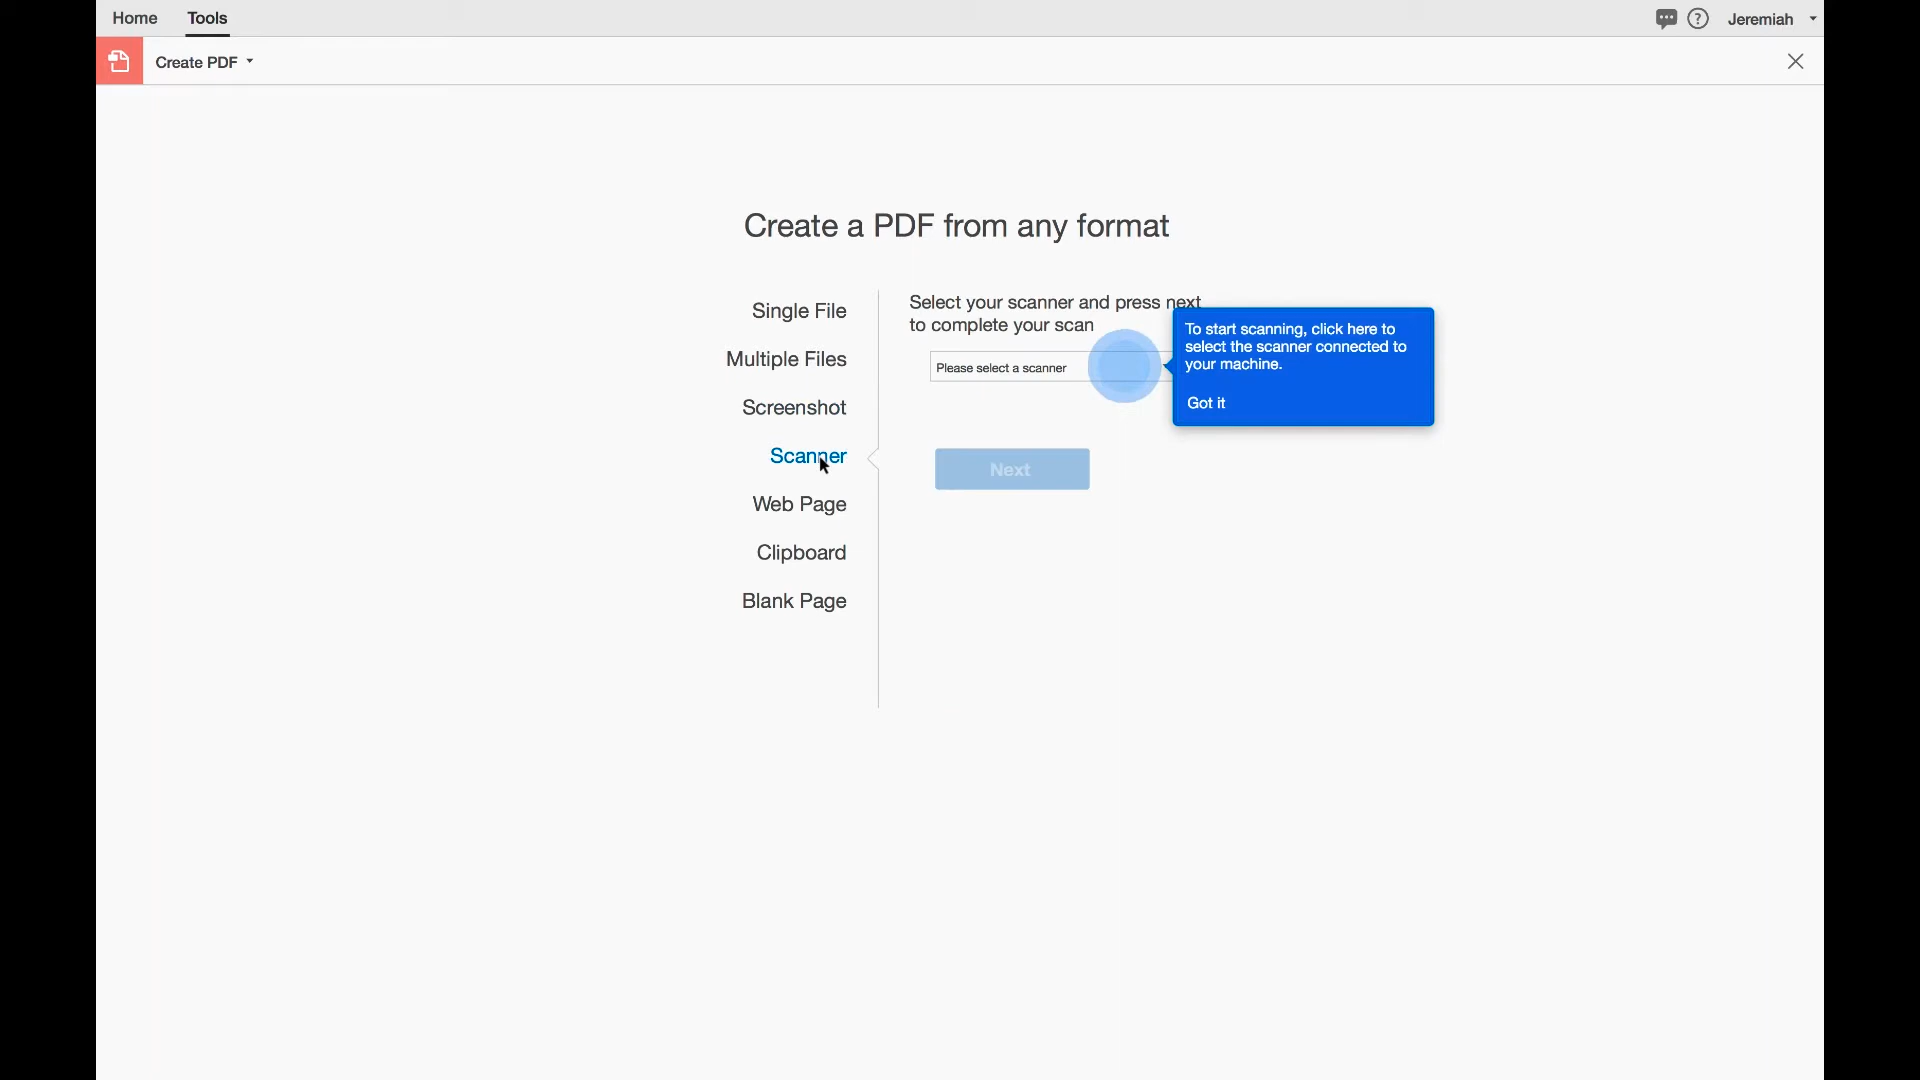 Home
Tools
Jeremiah
Create PDF
Create a PDF from any format
Single File
Multiple Files
Screenshot
Scanner
Web Page
Clipboard
Blank Page
Select your scanner and press next
to complete your scan
Please select a scanner
Next
To start scanning, click here to
select the scanner connected to
your machine.
Got it